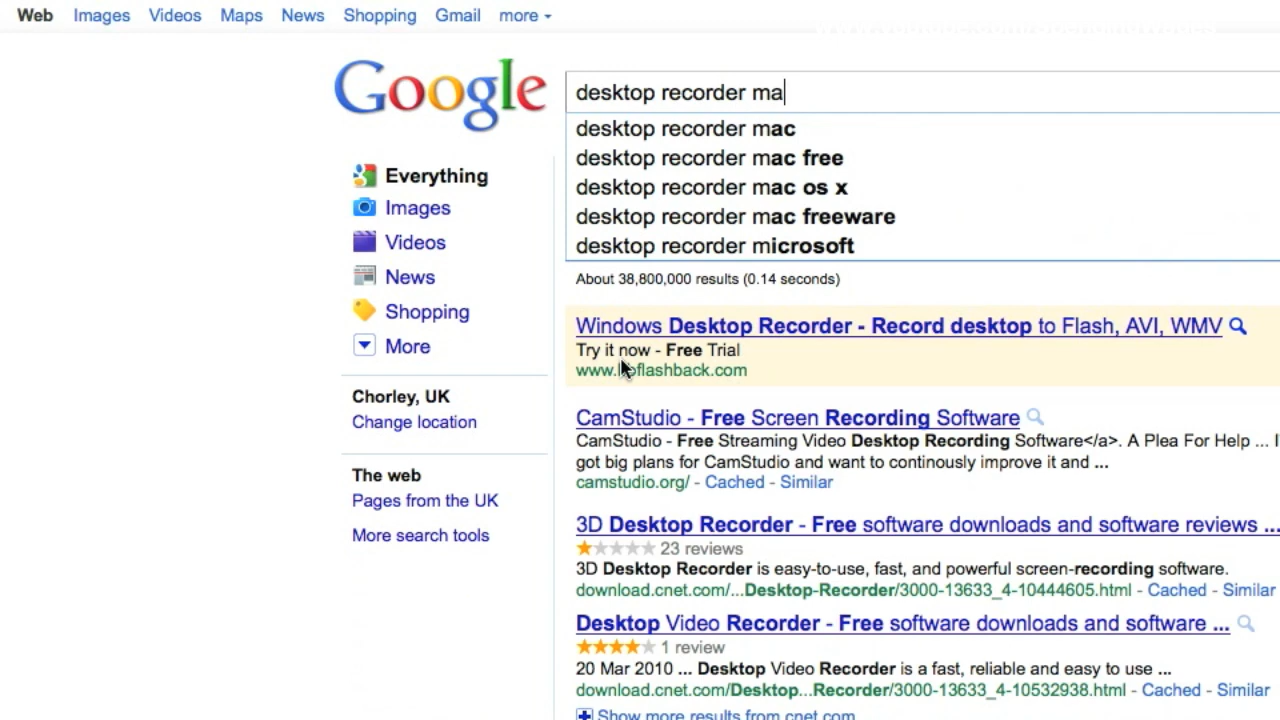 Web Images Videos Maps News Shopping Gmail more
Google
desktop recorder ma
desktop recorder mac
desktop recorder mac free
desktop recorder mac os x
desktop recorder mac freeware
desktop recorder microsoft
About 38,800,000 results (0.14 seconds)
Everything
Images
Videos
News
Shopping
More
Chorley, UK
Change location
The web
Pages from the UK
More search tools
Windows Desktop Recorder - Record desktop to Flash, AVI, WMV
Try it now - Free Trial
CamStudio - Free Screen Recording Software
CamStudio - Free Streaming Video Desktop Recording Software</a>. A Plea For Help ...
got big plans for CamStudio and want to continously improve it and ...
camstudio.org/ - Cached - Similar
3D Desktop Recorder - Free software downloads and software reviews ...
23 reviews
3D Desktop Recorder is easy-to-use, fast, and powerful screen-recording software.
download.cnet.com/...Desktop-Recorder/3000-13633_4-10444605.html - Cached - Similar
Desktop Video Recorder - Free software downloads and software ...
1 review
20 Mar 2010 ... Desktop Video Recorder is a fast, reliable and easy to use ...
download.cnet.com/Desktop...Recorder/3000-13633_4-10532938.html - Cached - Similar
Show more results from cnet.com